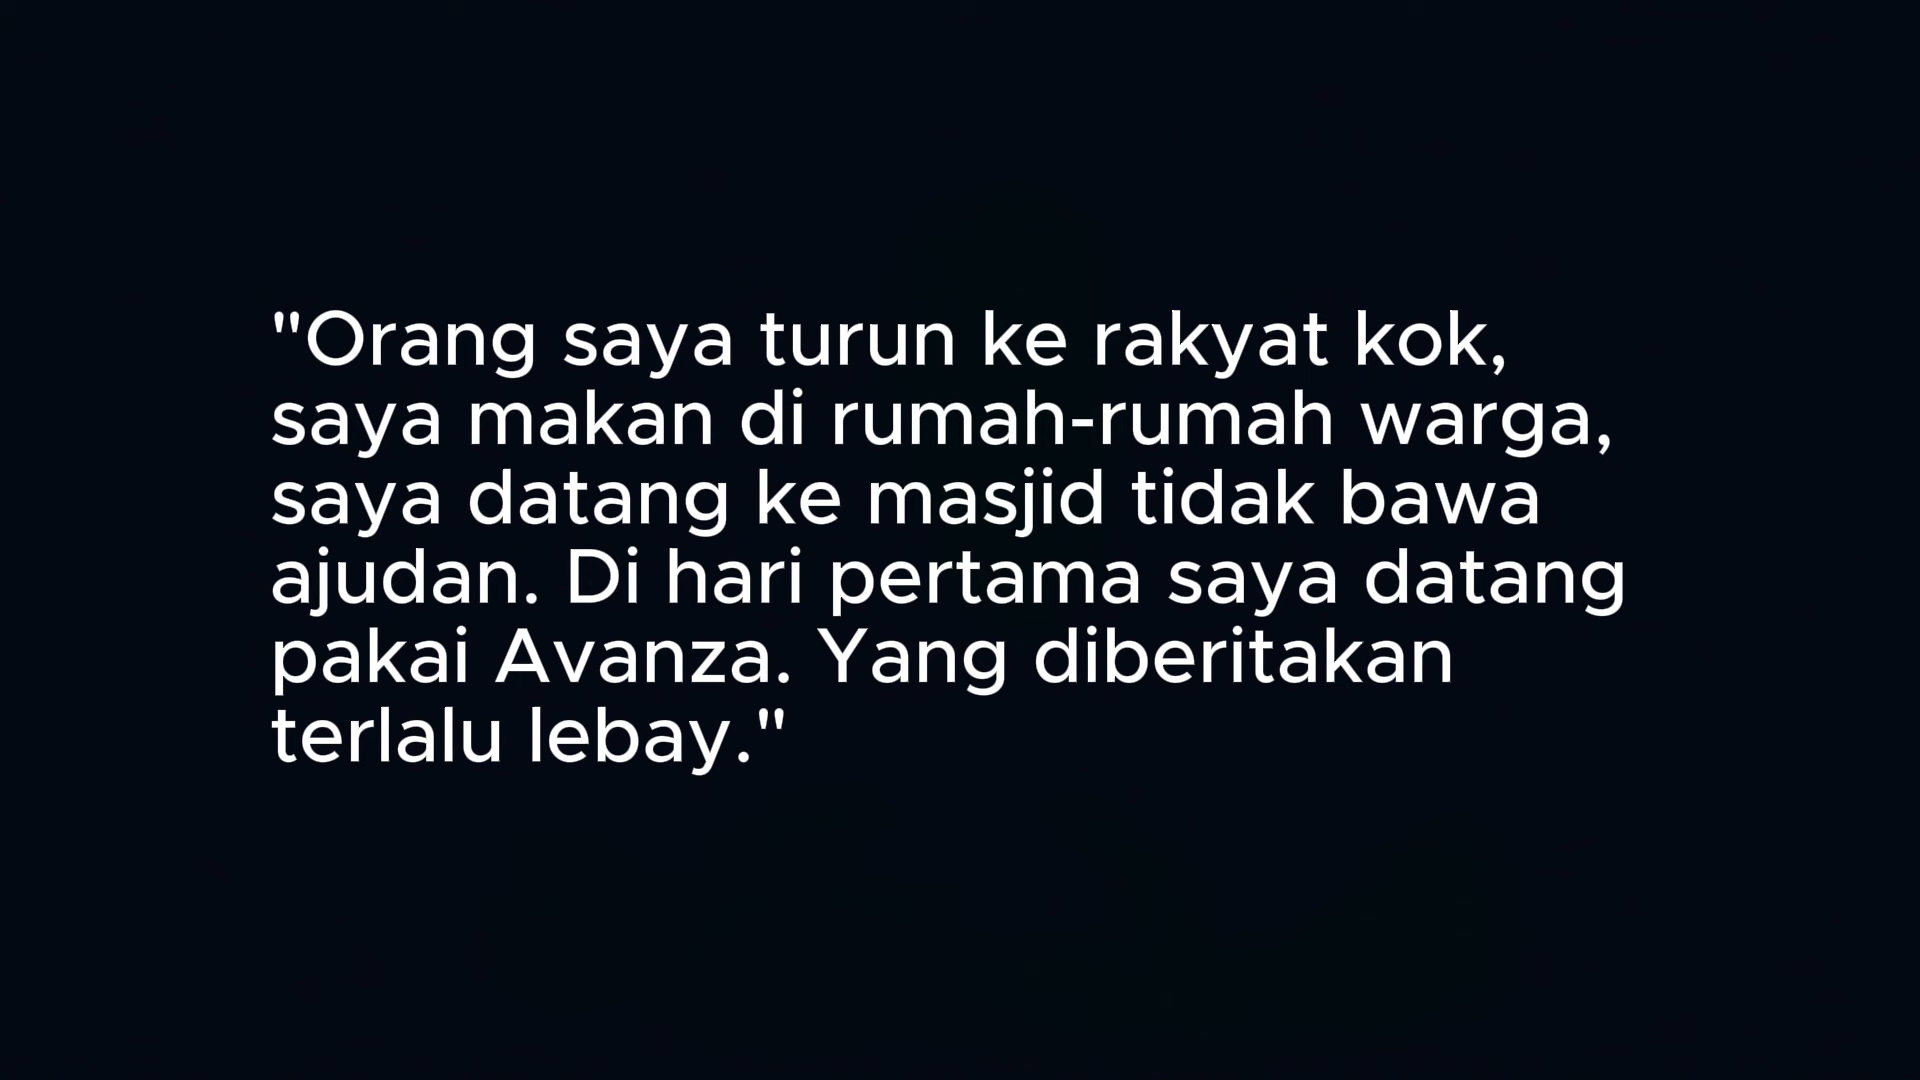 "Orang saya turun ke rakyat kok,
saya makan di rumah-rumah warga,
saya datang ke masjid tidak bawa
ajudan. Di hari pertama saya datang
pakai Avanza. Yang diberitakan
terlalu lebay."